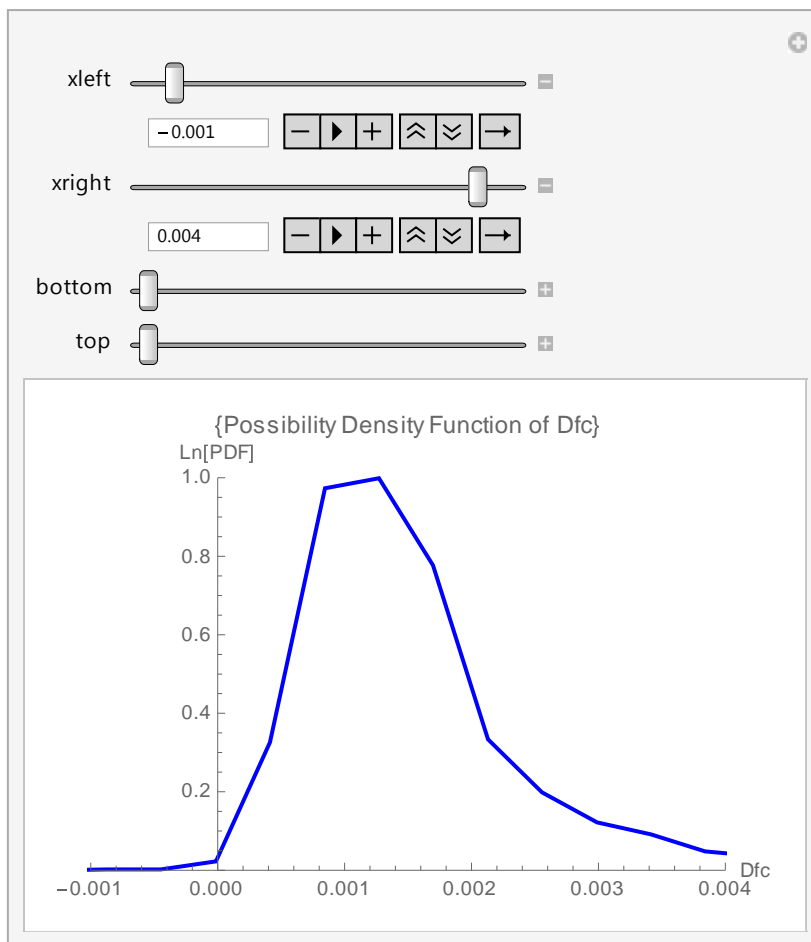 xleft
−0.001
xright
0.004
bottom
top
{Possibility Density Function of Dfc}
Ln[PDF]
1.0
0.8
0.6
0.4
0.2
Dfc
−0.001 0.000 0.001 0.002 0.003 0.004